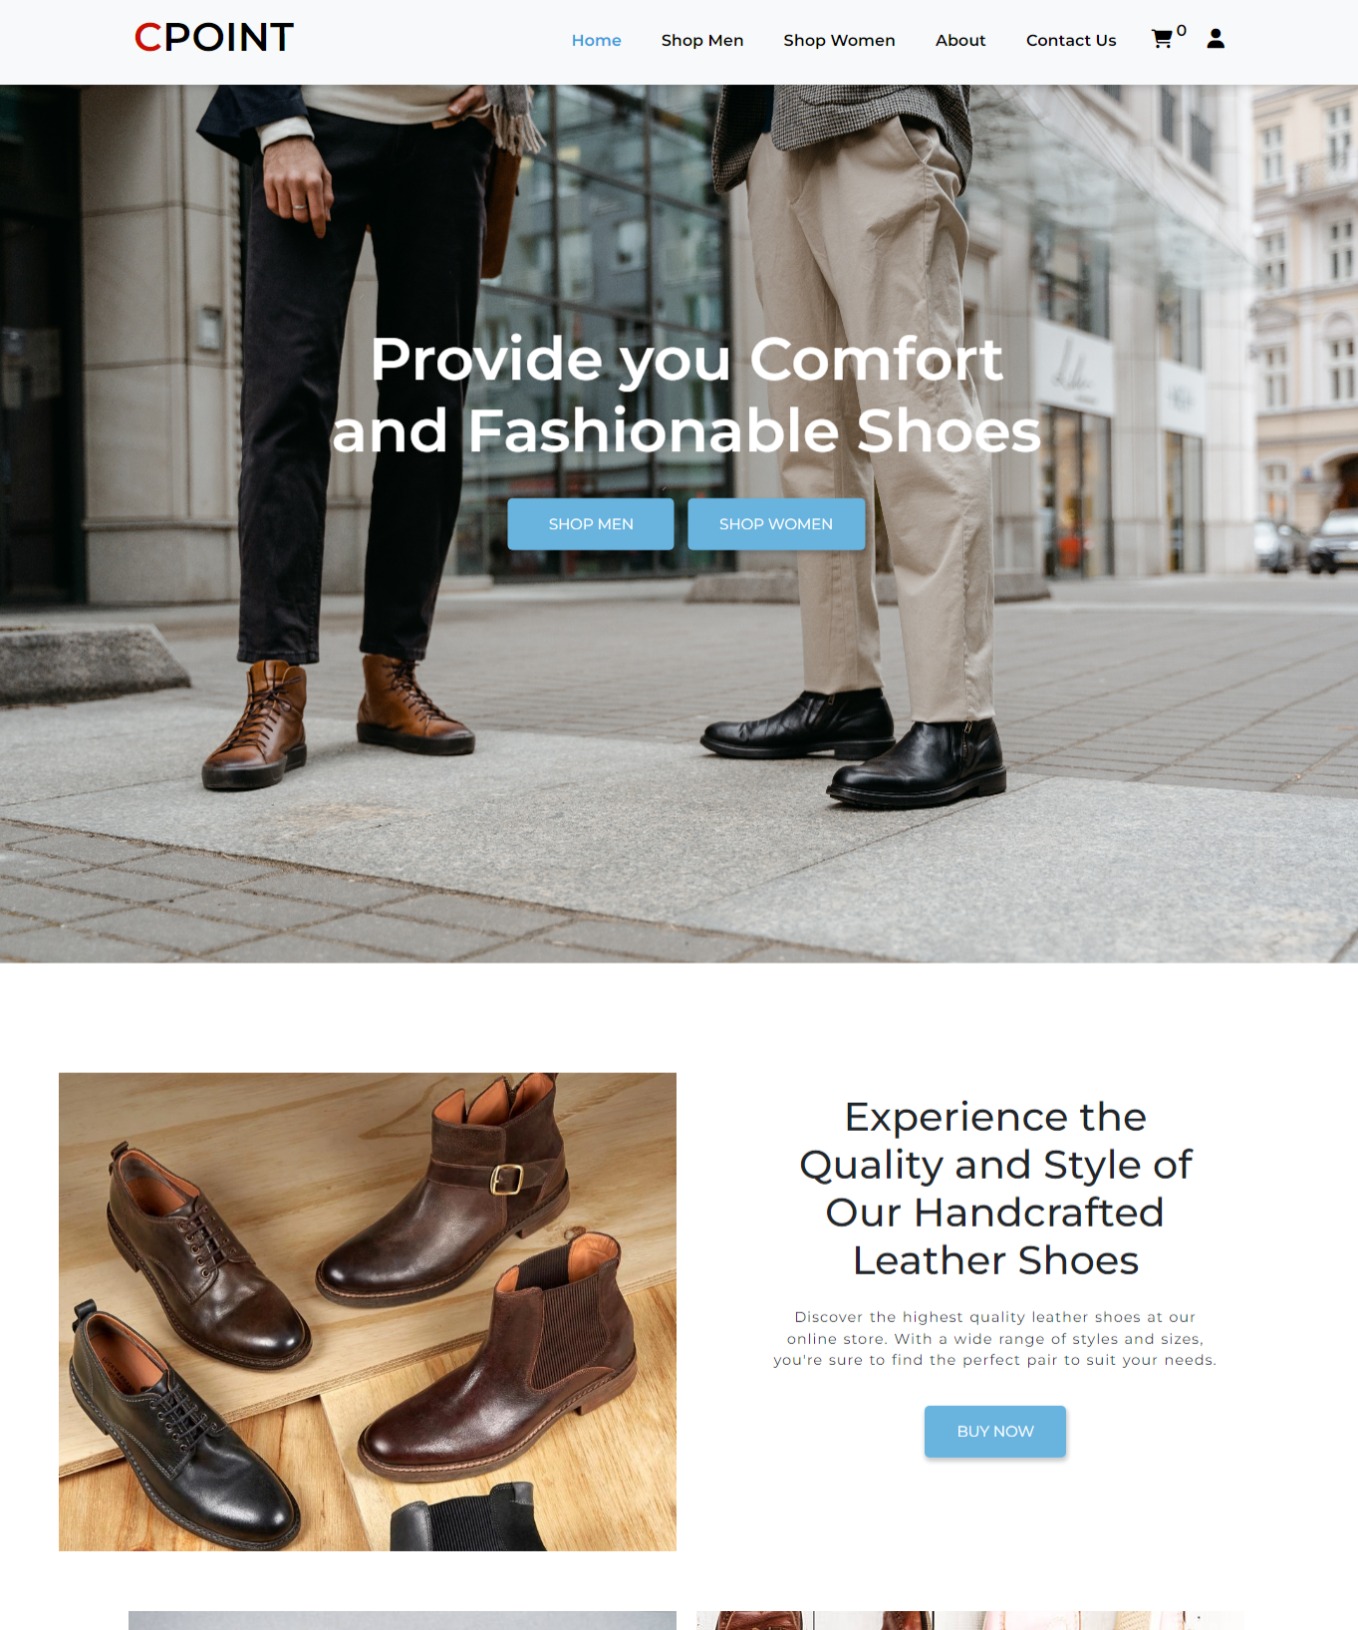 CPOINT
Home Shop Men Shop Women About Contact Us 0
Provide you Comfort
and Fashionable Shoes
SHOP MEN SHOP WOMEN
Experience the
Quality and Style of
Our Handcrafted
Leather Shoes
Discover the highest quality leather shoes at our
online store. With a wide range of styles and sizes,
you're sure to find the perfect pair to suit your needs.
BUY NOW